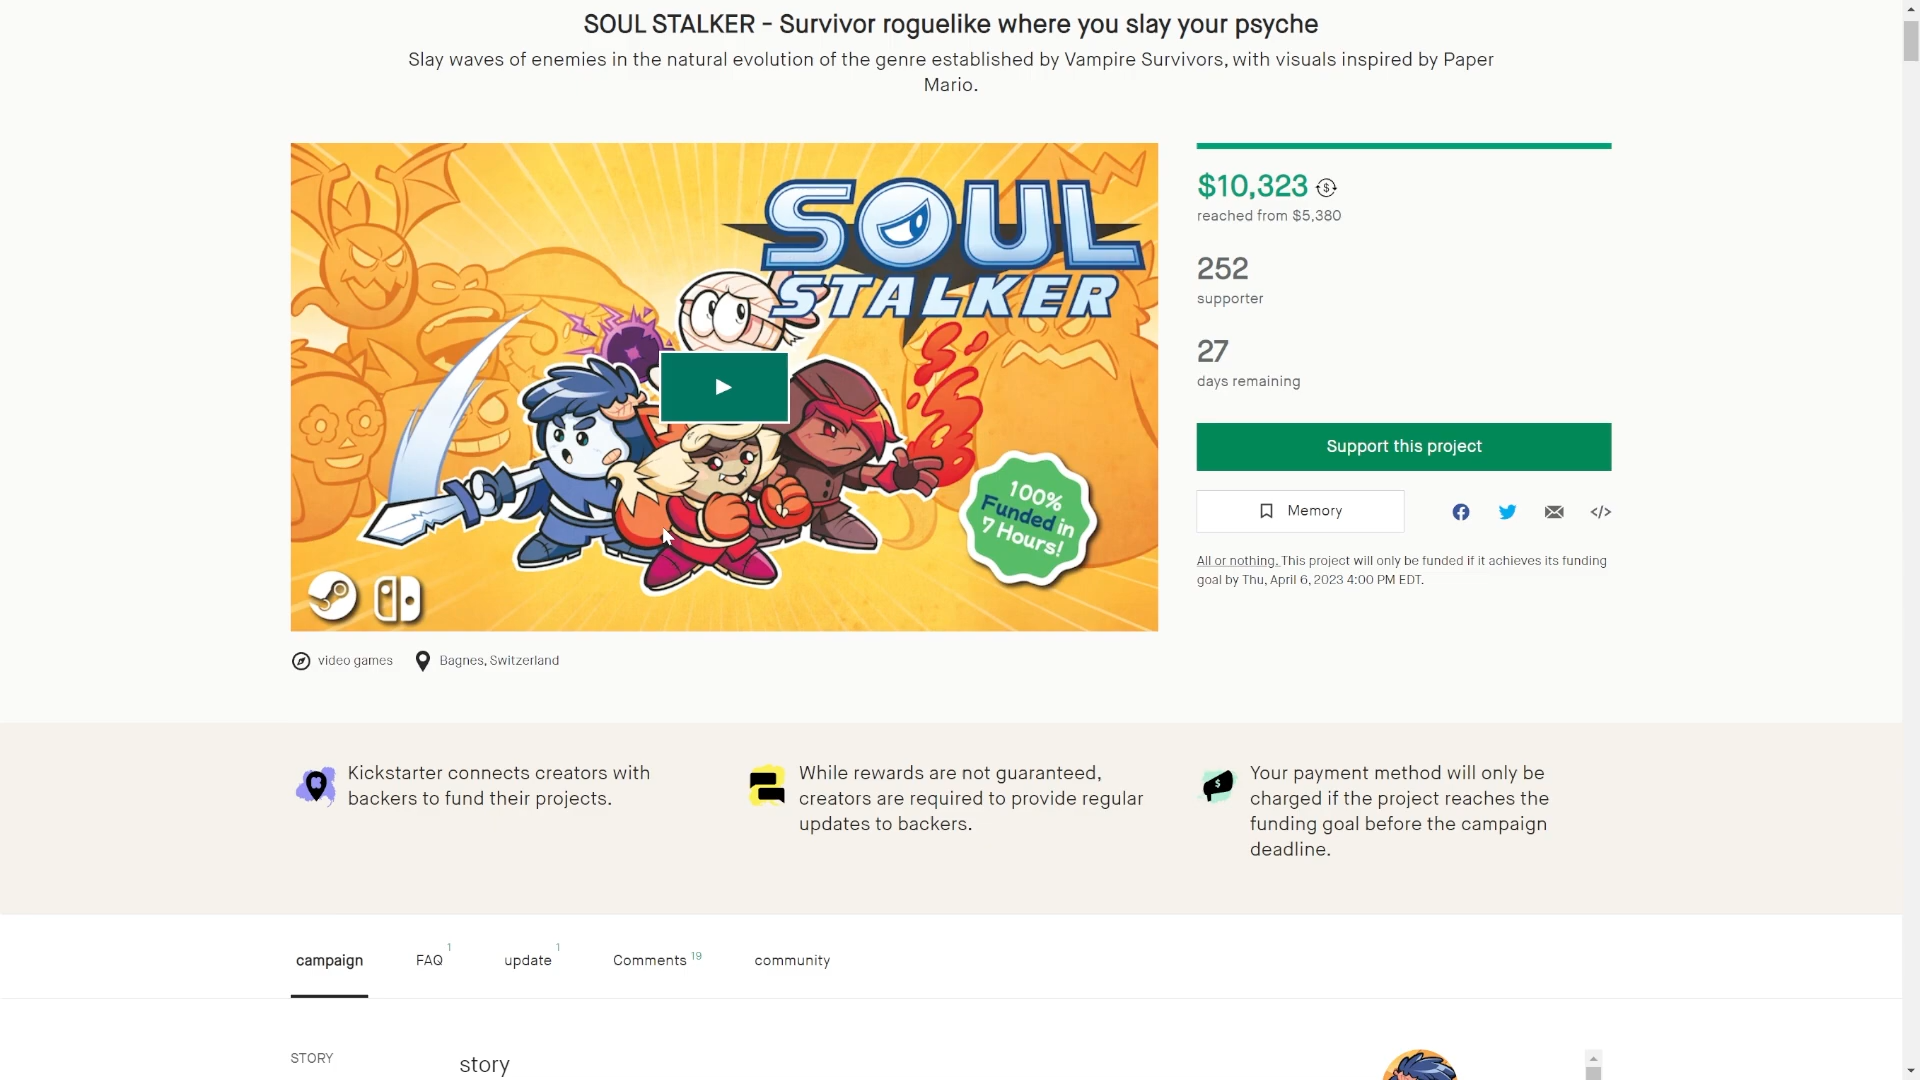 SOUL STALKER - Survivor roguelike where you slay your psyche
Slay waves of enemies in the natural evolution of the genre established by Vampire Survivors, with visuals inspired by Paper
Mario.
SOUL
STALKER
100%
Funded in
7 Hours!
$10,323
reached from $5,380
252
supporter
27
days remaining
Support this project
Memory
All or nothing. This project will only be funded if it achieves its funding
goal by Thu, April 6, 2023 4:00 PM EDT.
video games
Bagnes, Switzerland
Kickstarter connects creators with
backers to fund their projects.
While rewards are not guaranteed,
creators are required to provide regular
updates to backers.
Your payment method will only be
charged if the project reaches the
funding goal before the campaign
deadline.
campaign
FAQ 1
update 1
Comments 19
community
STORY
story